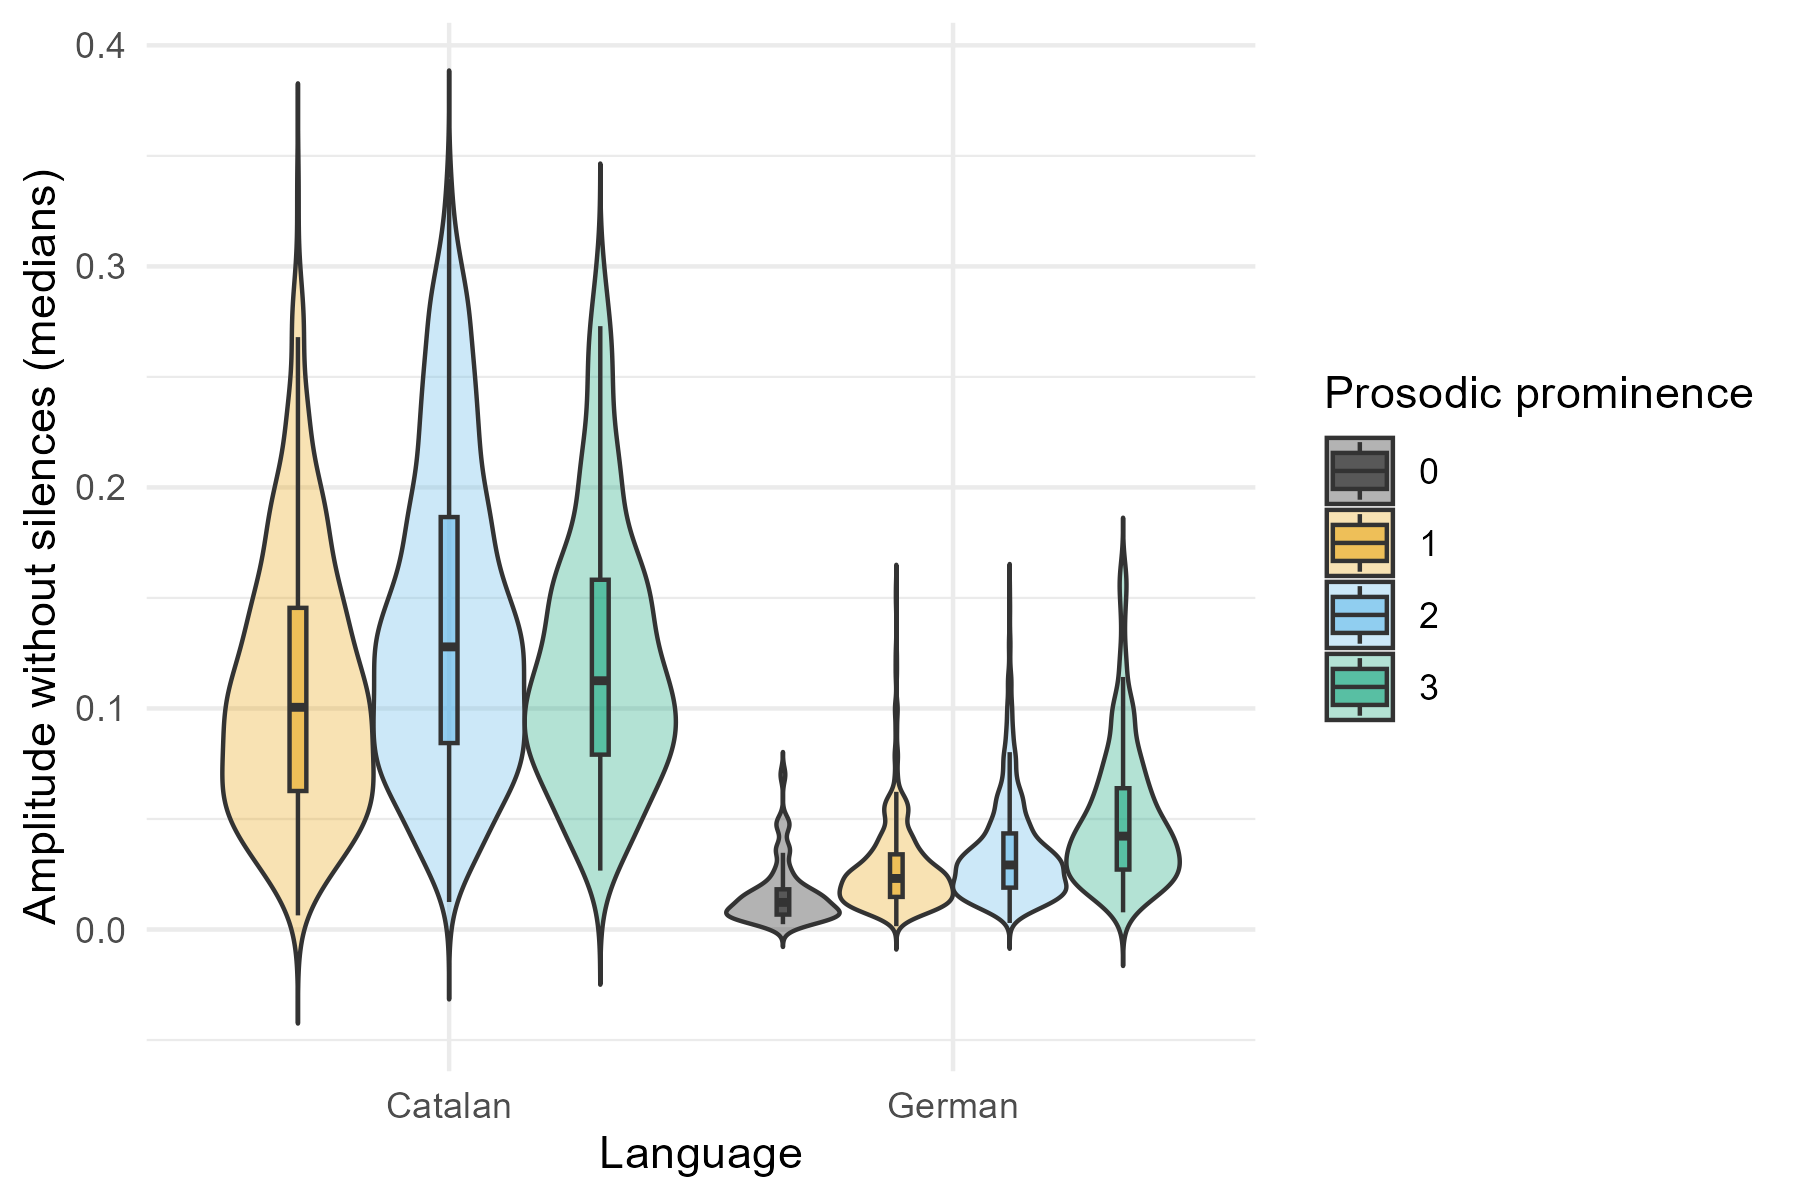 Amplitude without silences (medians)
0.4
0.3
0.2
0.1
0.0
Catalan
German
Language
Prosodic prominence
0
1
2
3